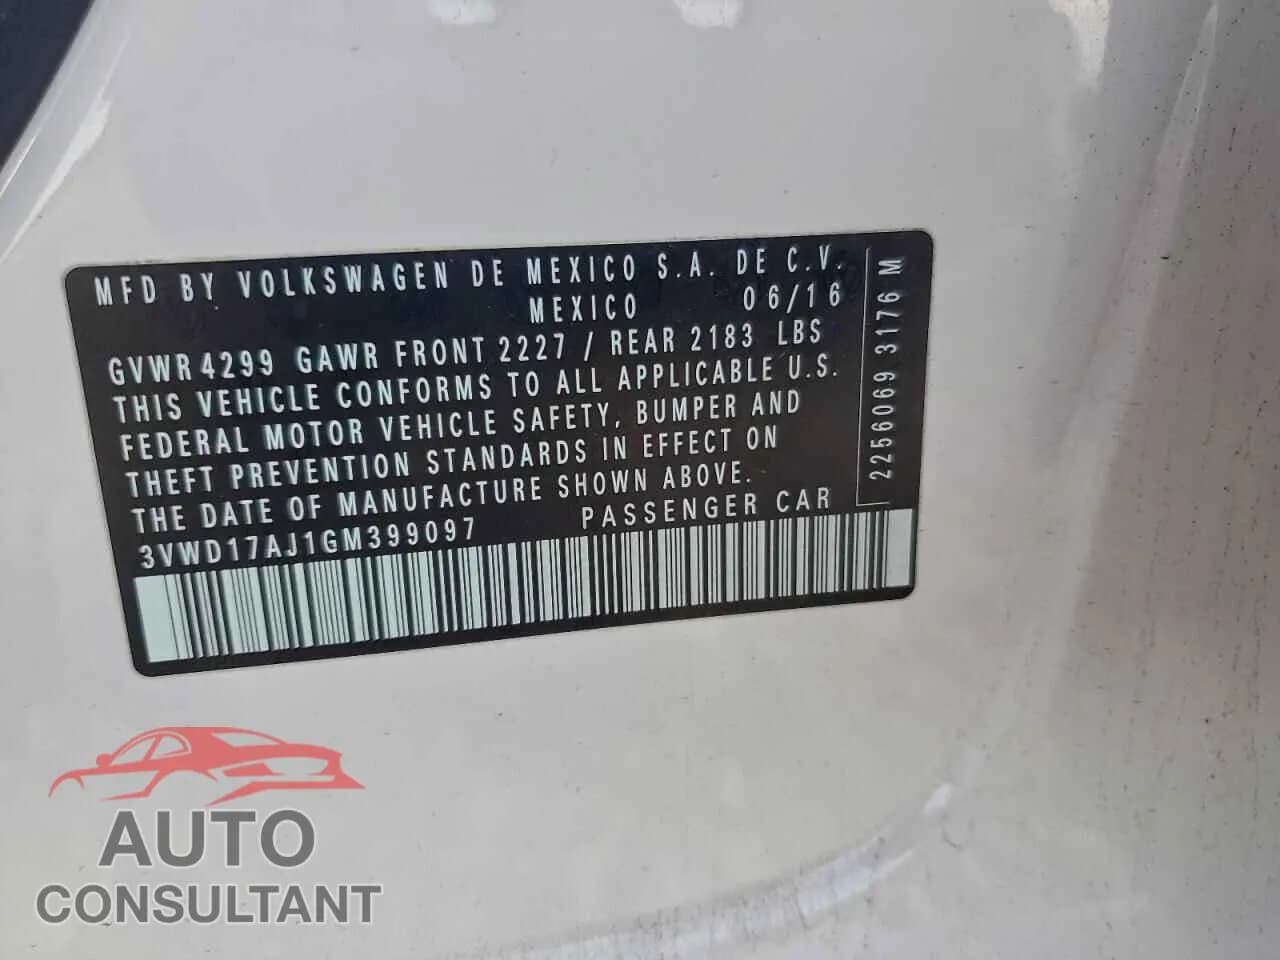 MFD BY VOLKSWAGEN DE MEXICO S.A. DE C.V.
MEXICO 06/16
GVWR 4299 GAWR FRONT 2227 / REAR 2183 LBS
THIS VEHICLE CONFORMS TO ALL APPLICABLE U.S.
FEDERAL MOTOR VEHICLE SAFETY, BUMPER AND
THEFT PREVENTION STANDARDS IN EFFECT ON
THE DATE OF MANUFACTURE SHOWN ABOVE.
3VWD17AJ1GM399097 PASSENGER CAR
2256069 3176 M
AUTO
CONSULTANT